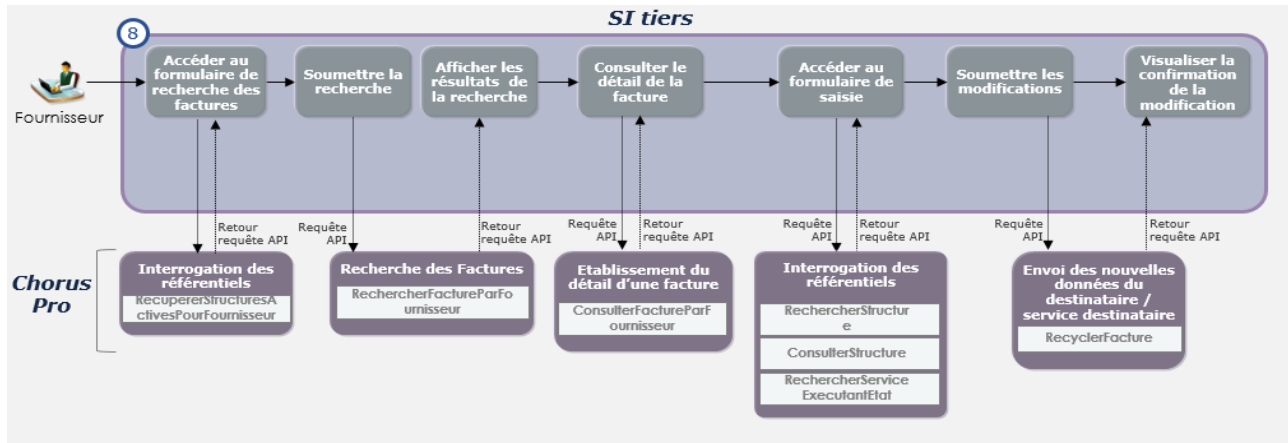 SI tiers
8
Fournisseur
Accéder au
formulaire de
recherche des
factures
Soumettre la
recherche
Afficher les
résultats de
la recherche
Consulter le
détail de la
facture
Accéder au
formulaire de
saisie
Soumettre les
modifications
Visualiser la
confirmation
de la
modification
Retour
requête API
Requête
API
Retour
requête API
Requête
API
Retour
requête API
Requête
API
Retour
requête API
Requête
API
Retour
requête API
Chorus
Pro
Interrogation des
référentiels
RecupererStructuresA
ctivesPourFournisseur
Recherche des Factures
RechercherFactureParFo
urnisseur
Etablissement du
détail d'une facture
ConsulterFactureParF
ournisseur
Interrogation des
référentiels
RechercherStructur
e
ConsulterStructure
RechercherService
ExecutantEtat
Envoi des nouvelles
données du
destinataire /
service destinataire
RecyclerFacture